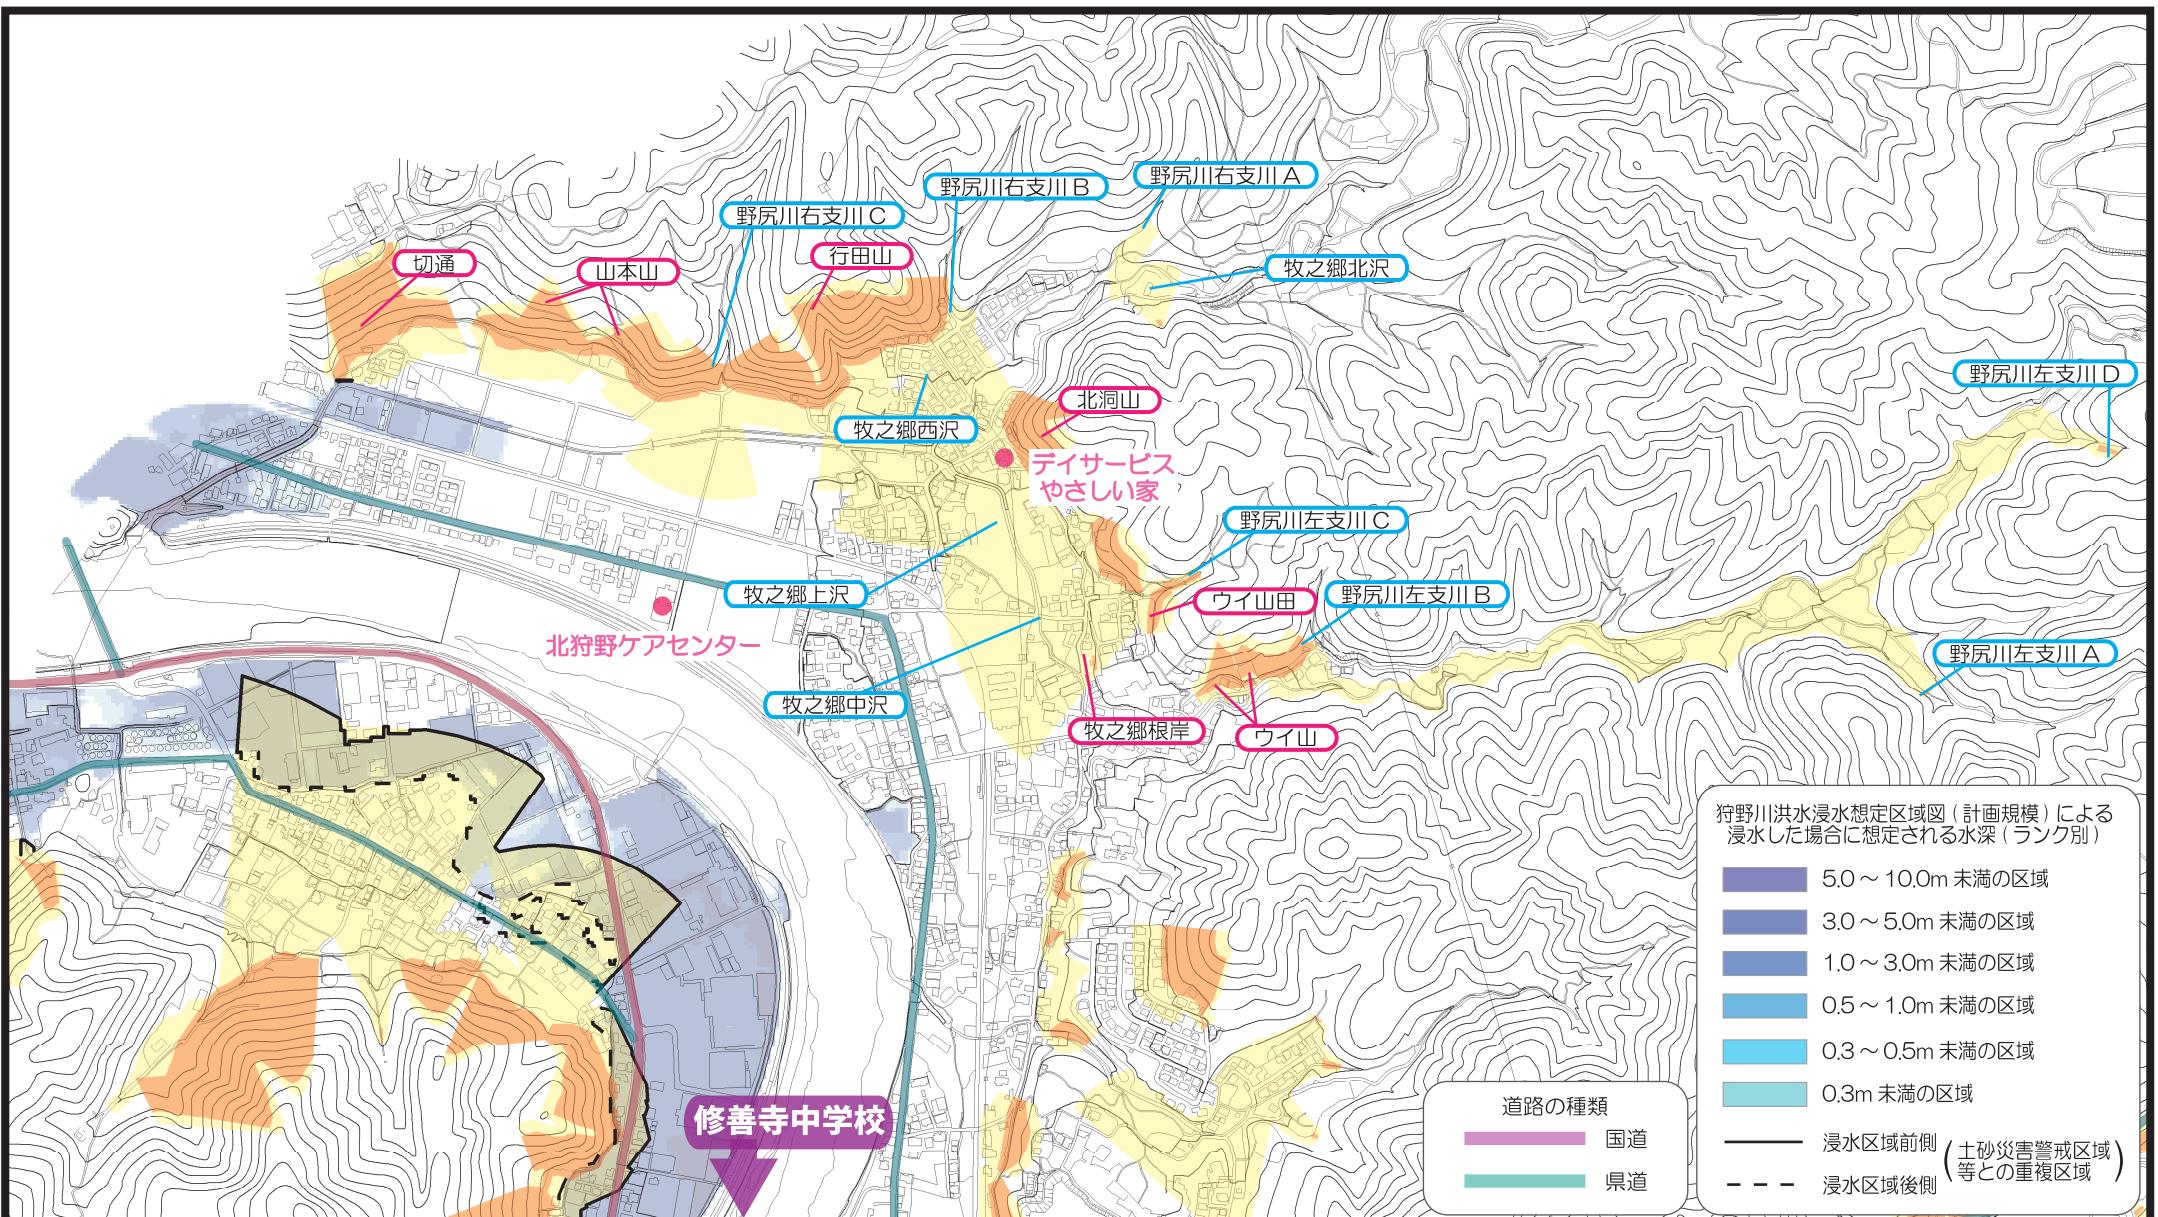 野尻川右支川A
野尻川右支川B
野尻川右支川C
切通
山本山
行田山
牧之郷北沢
野尻川左支川D
北洞山
牧之郷西沢
デイサービス
やさしい家
野尻川左支川C
牧之郷上沢
ウイ山田
野尻川左支川B
北狩野ケアセンター
野尻川左支川A
牧之郷中沢
牧之郷根岸
ウイ山
修善寺中学校
狩野川洪水浸水想定区域図(計画規模)による
浸水した場合に想定される水深(ランク別)
5.0～10.0m 未満の区域
3.0～5.0m 未満の区域
1.0～3.0m 未満の区域
0.5～1.0m 未満の区域
0.3～0.5m 未満の区域
0.3m 未満の区域
浸水区域前側
浸水区域後側
(土砂災害警戒区域
等との重複区域)
道路の種類
国道
県道